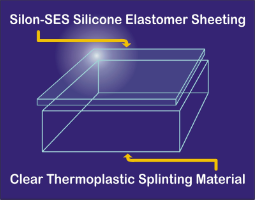 Silon-SES Silicone Elastomer Sheeting
Clear Thermoplastic Splinting Material